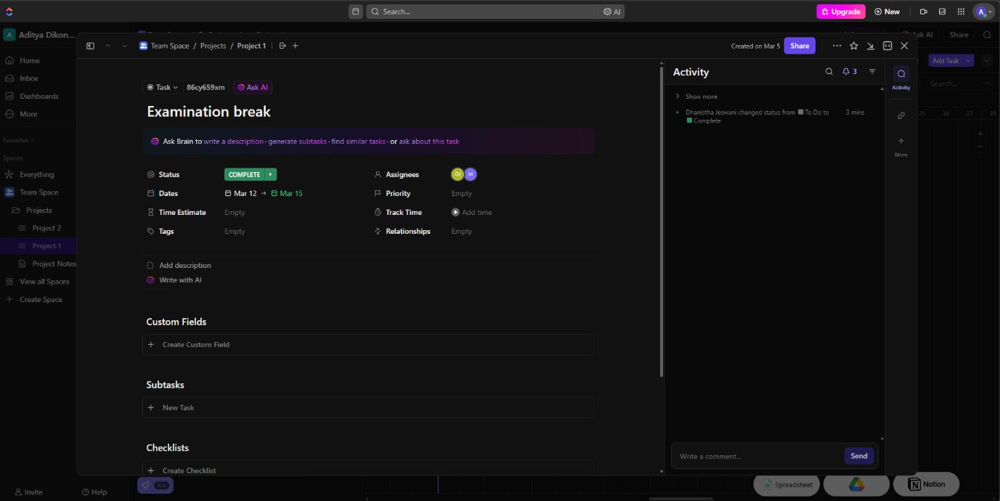 Search...
AI
Upgrade
New
A
A Aditya Dikon...
Home
Inbox
Dashboards
More
Favorites
Spaces
Everything
Team Space
Projects
Project 2
Project 1
Project Notes
View all Spaces
Create Space
Invite
Help
Team Space / Projects / Project 1
Created on Mar 5
Share
Task
86cy659xm
Ask AI
Examination break
Ask Brain to write a description · generate subtasks · find similar tasks · or ask about this task
Status COMPLETE
Assignees DJ M
Dates Mar 12 → Mar 15
Priority Empty
Time Estimate Empty
Track Time Add time
Tags Empty
Relationships Empty
Add description
Write with AI
Custom Fields
Create Custom Field
Subtasks
New Task
Checklists
Create Checklist
Activity
3
Show more
Dhanistha Jeswani changed status from To Do to Complete
3 mins
Write a comment...
Send
Activity
More
Ask AI
Share
Add Task
Search...
25 26 27 28
Spreadsheet
Notion